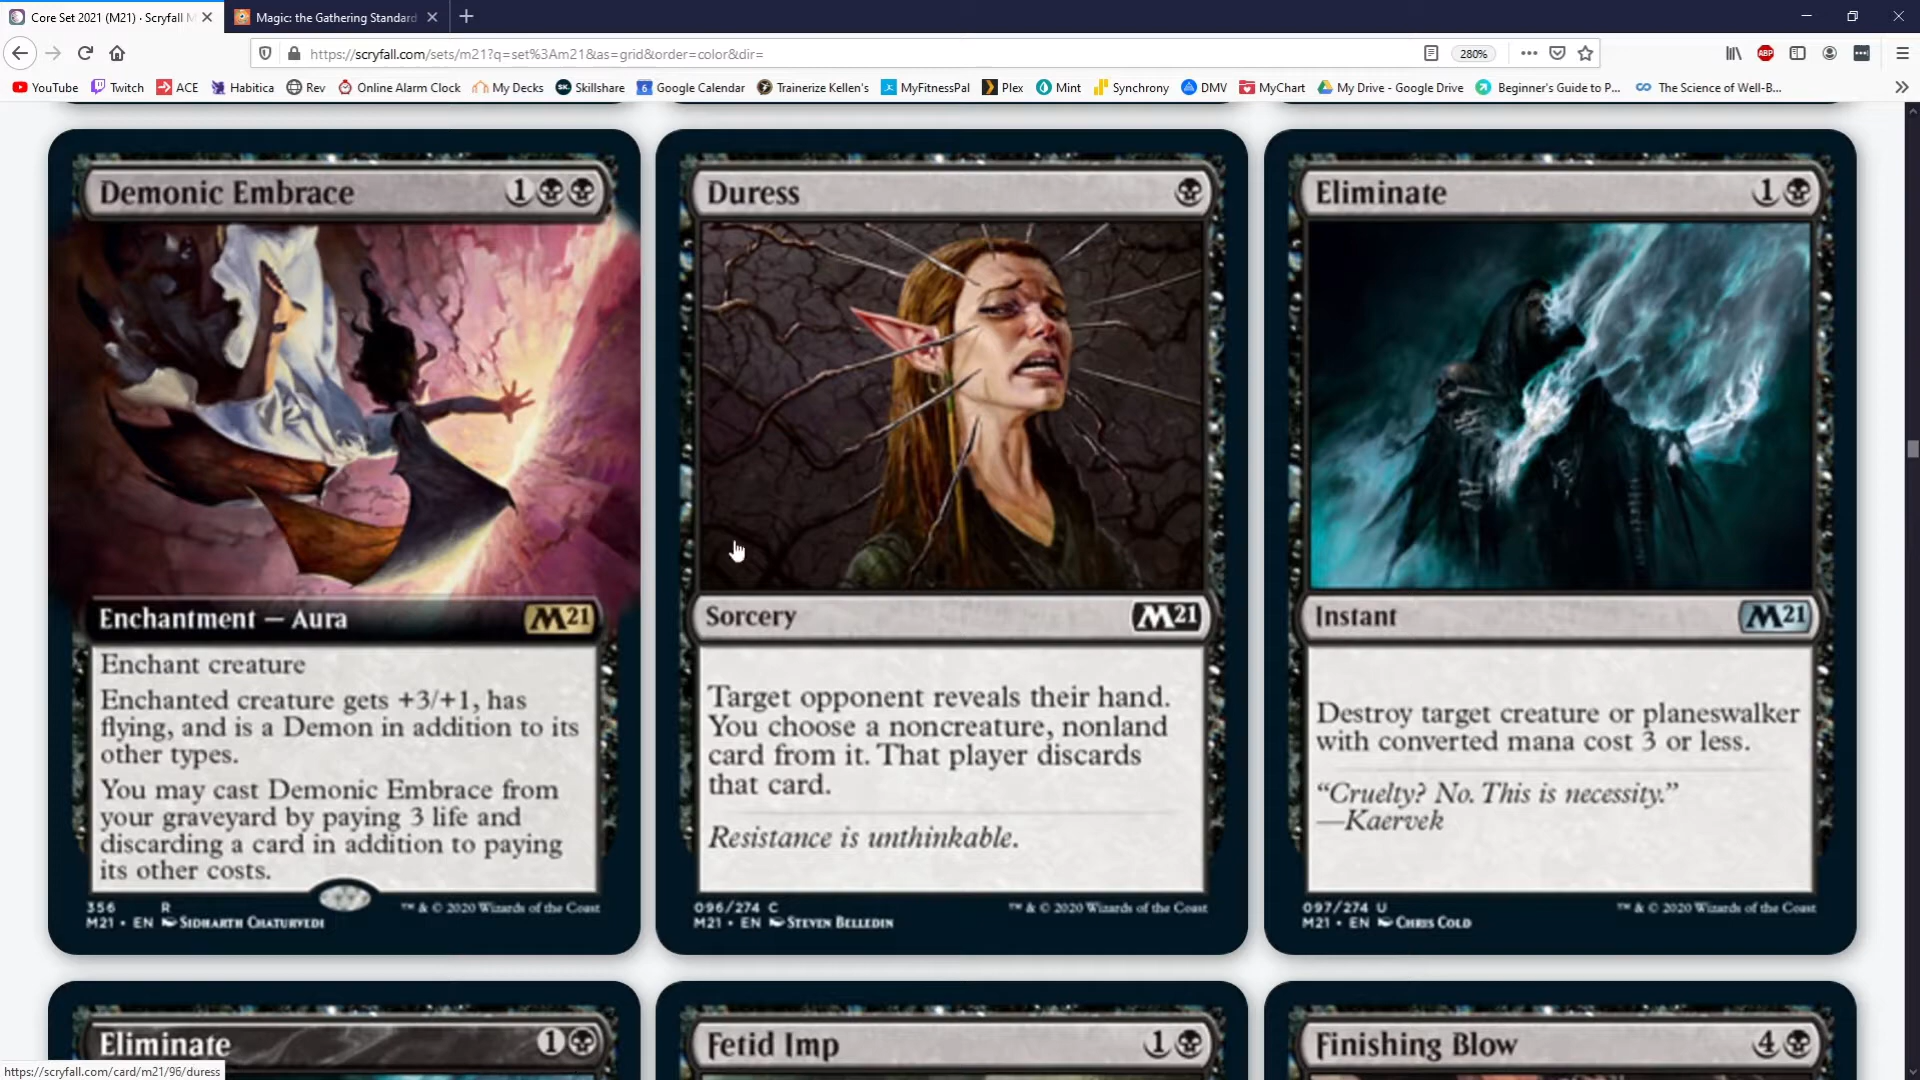 Core Set 2021 (M21) · Scryfall M
Magic: the Gathering Standard
https://scryfall.com/sets/m21?q=set%3Am21&as=grid&order=color&dir=
280%
YouTube
Twitch
ACE
Habitica
Rev
Online Alarm Clock
My Decks
Skillshare
Google Calendar
Trainerize Kellen's
MyFitnessPal
Plex
Mint
Synchrony
DMV
MyChart
My Drive - Google Drive
Beginner's Guide to P...
The Science of Well-B...
Demonic Embrace 1
Enchantment — Aura M21
Enchant creature
Enchanted creature gets +3/+1, has
flying, and is a Demon in addition to its
other types.
You may cast Demonic Embrace from
your graveyard by paying 3 life and
discarding a card in addition to paying
its other costs.
356 R
M21 • EN Sidharth Chaturvedi
™ & © 2020 Wizards of the Coast
Duress
Sorcery M21
Target opponent reveals their hand.
You choose a noncreature, nonland
card from it. That player discards
that card.
Resistance is unthinkable.
096/274 C
M21 • EN Steven Belledin
™ & © 2020 Wizards of the Coast
Eliminate 1
Instant M21
Destroy target creature or planeswalker
with converted mana cost 3 or less.
“Cruelty? No. This is necessity.”
—Kaervek
097/274 U
M21 • EN Chris Cold
™ & © 2020 Wizards of the Coast
Eliminate 1
Fetid Imp 1
Finishing Blow 4
https://scryfall.com/card/m21/96/duress